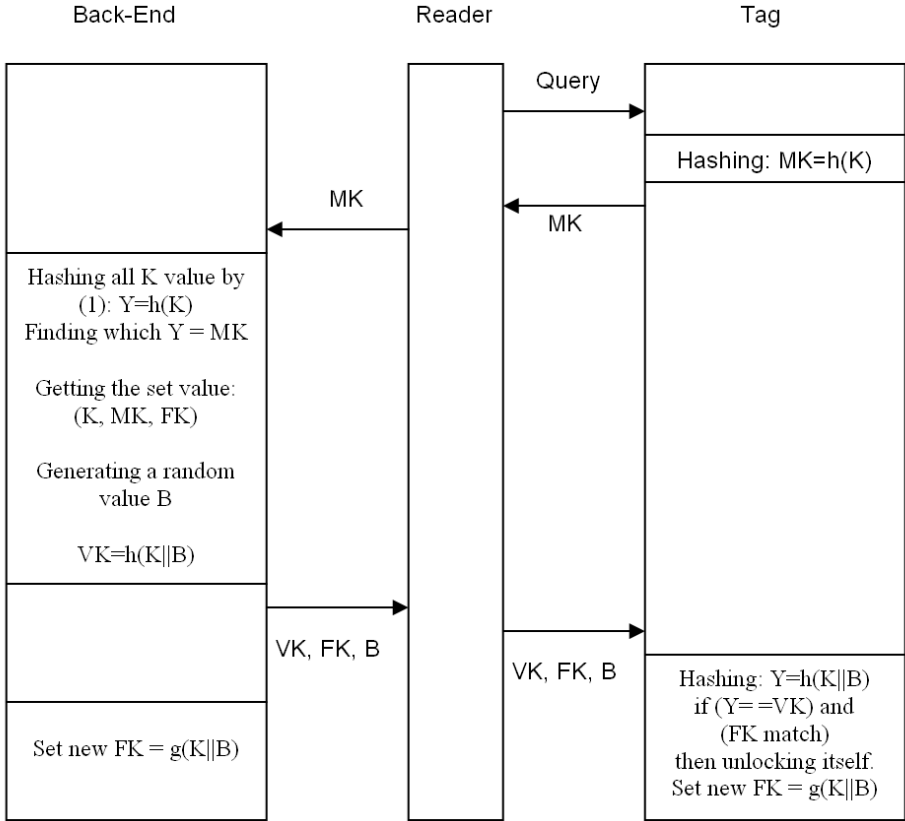 Back-End
Reader
Tag
Query
Hashing: MK=h(K)
MK
MK
Hashing all K value by
(1): Y=h(K)
Finding which Y = MK
Getting the set value:
(K, MK, FK)
Generating a random
value B
VK=h(K||B)
VK, FK, B
VK, FK, B
Hashing: Y=h(K||B)
if (Y= =VK) and
(FK match)
then unlocking itself.
Set new FK = g(K||B)
Set new FK = g(K||B)